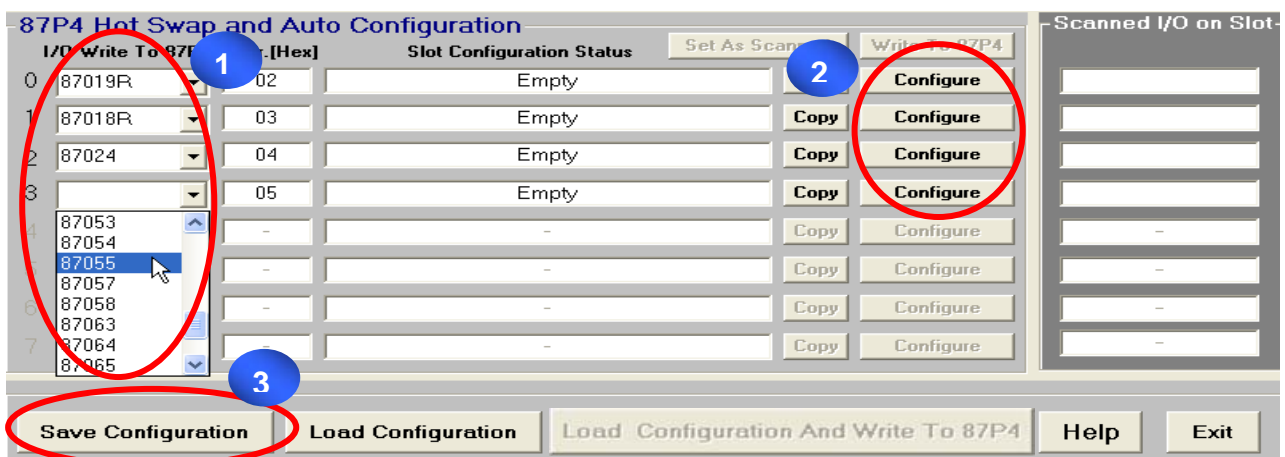 87P4 Hot Swap and Auto Configuration
Scanned I/O on Slot
I/O Write To .[Hex] Slot Configuration Status Set As Write To 87P4
0 87019R 02 Empty Configure
1 87018R 03 Empty Copy Configure
2 87024 04 Empty Copy Configure
3 05 Empty Copy Configure
4 - - Copy Configure -
5 - - Copy Configure -
6 - - Copy Configure -
7 - - Copy Configure -
87053
87054
87055
87057
87058
87063
87064
87065
1
2
3
Save Configuration Load Configuration Load Configuration And Write To 87P4 Help Exit